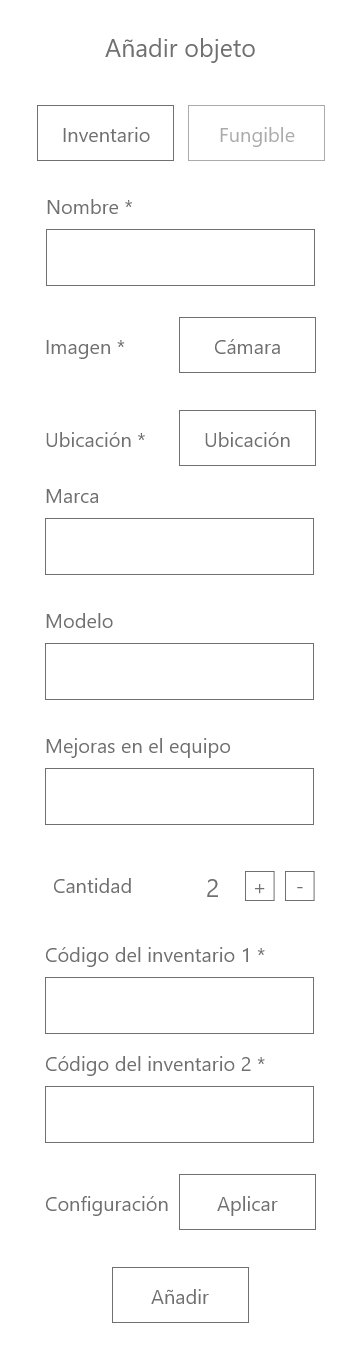 Añadir objeto
Inventario Fungible
Nombre *
Imagen * Cámara
Ubicación * Ubicación
Marca
Modelo
Mejoras en el equipo
Cantidad 2 + -
Código del inventario 1 *
Código del inventario 2 *
Configuración Aplicar
Añadir